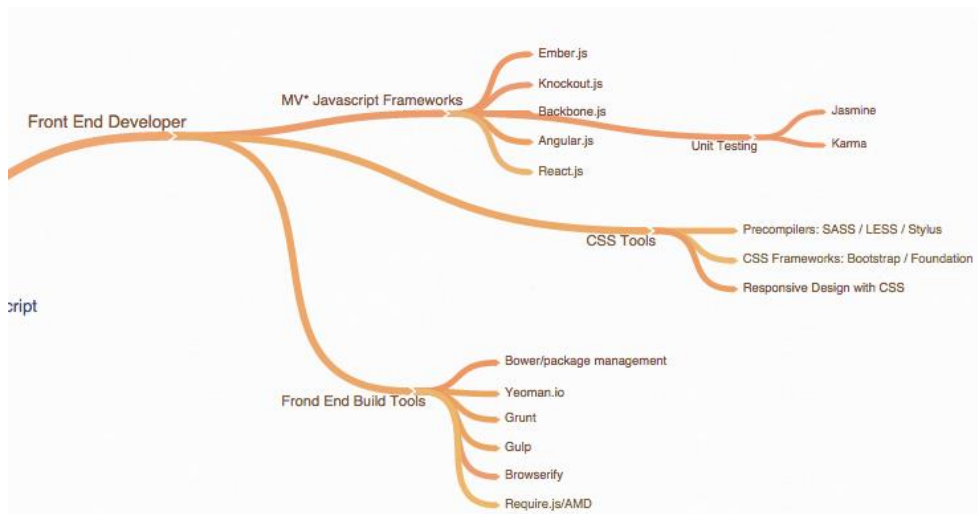 Ember.js
Knockout.js
Backbone.js
Angular.js
React.js
MV* Javascript Frameworks
Front End Developer
Jasmine
Karma
Unit Testing
Precompilers: SASS / LESS / Stylus
CSS Tools
CSS Frameworks: Bootstrap / Foundation
Responsive Design with CSS
cript
Bower/package management
Yeoman.io
Frond End Build Tools
Grunt
Gulp
Browserify
Require.js/AMD